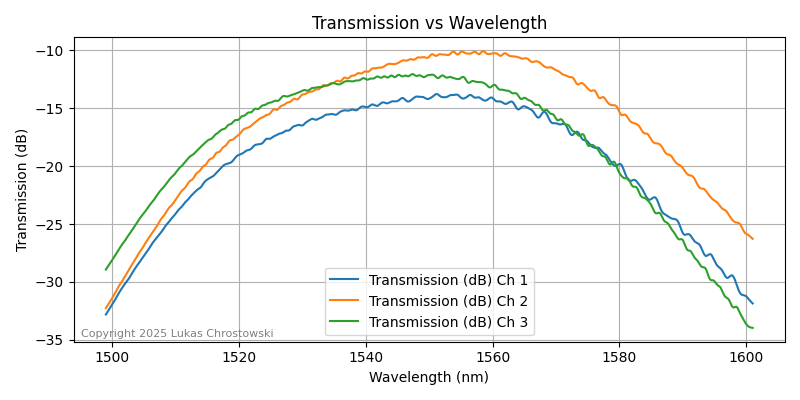 Transmission vs Wavelength
Transmission (dB)
−10
−15
−20
−25
−30
−35
Transmission (dB) Ch 1
Transmission (dB) Ch 2
Transmission (dB) Ch 3
Copyright 2025 Lukas Chrostowski
1500 1520 1540 1560 1580 1600
Wavelength (nm)